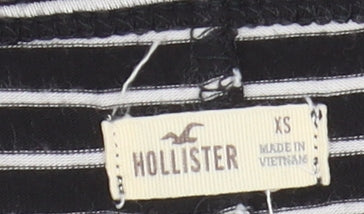 XS
HOLLISTER
MADE IN
VIETNAM